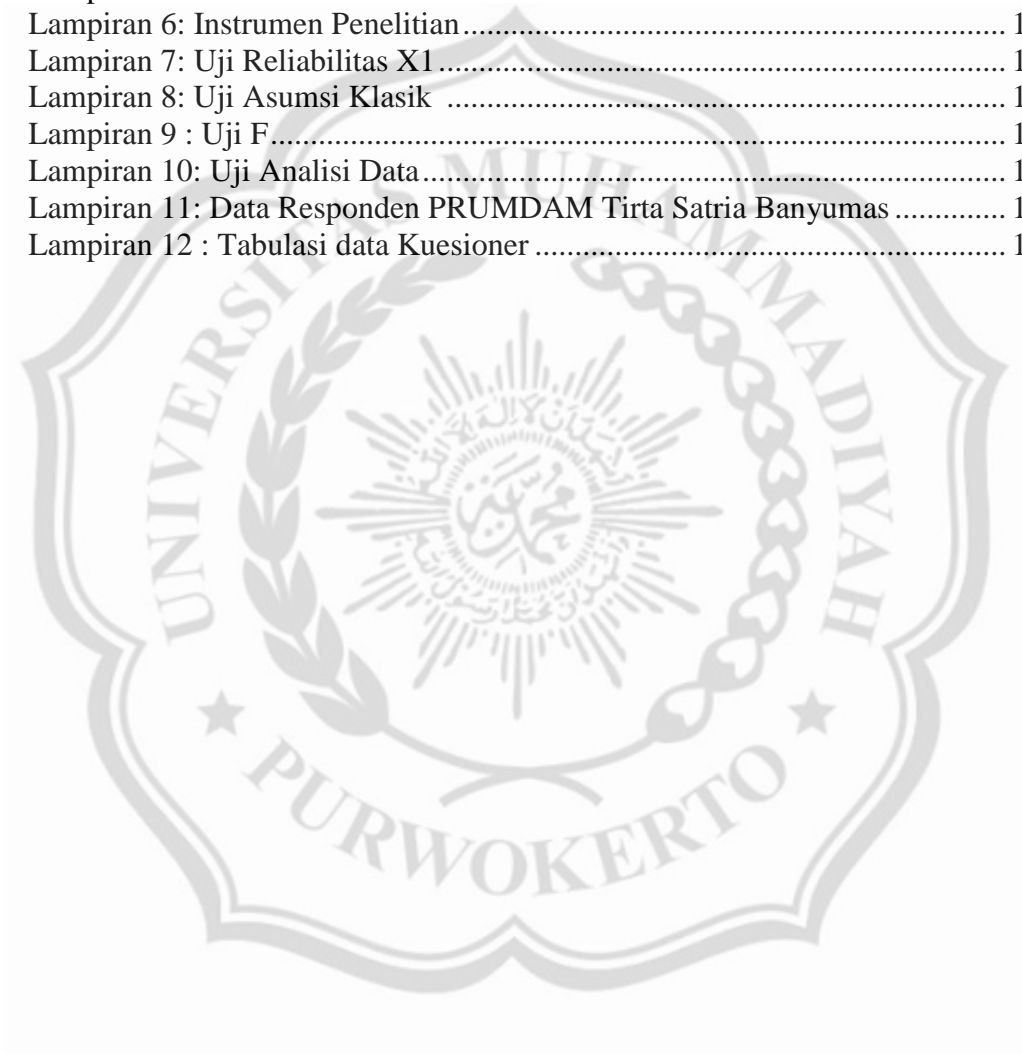 Lampiran 6: Instrumen Penelitian........................................................................ 1
Lampiran 7: Uji Reliabilitas X1........................................................................... 1
Lampiran 8: Uji Asumsi Klasik .......................................................................... 1
Lampiran 9 : Uji F................................................................................................. 1
Lampiran 10: Uji Analisi Data............................................................................. 1
Lampiran 11: Data Responden PRUMDAM Tirta Satria Banyumas ............... 1
Lampiran 12 : Tabulasi data Kuesioner............................................................... 1
UNIVERSITAS MUHAMMADIYAH
PURWOKERTO